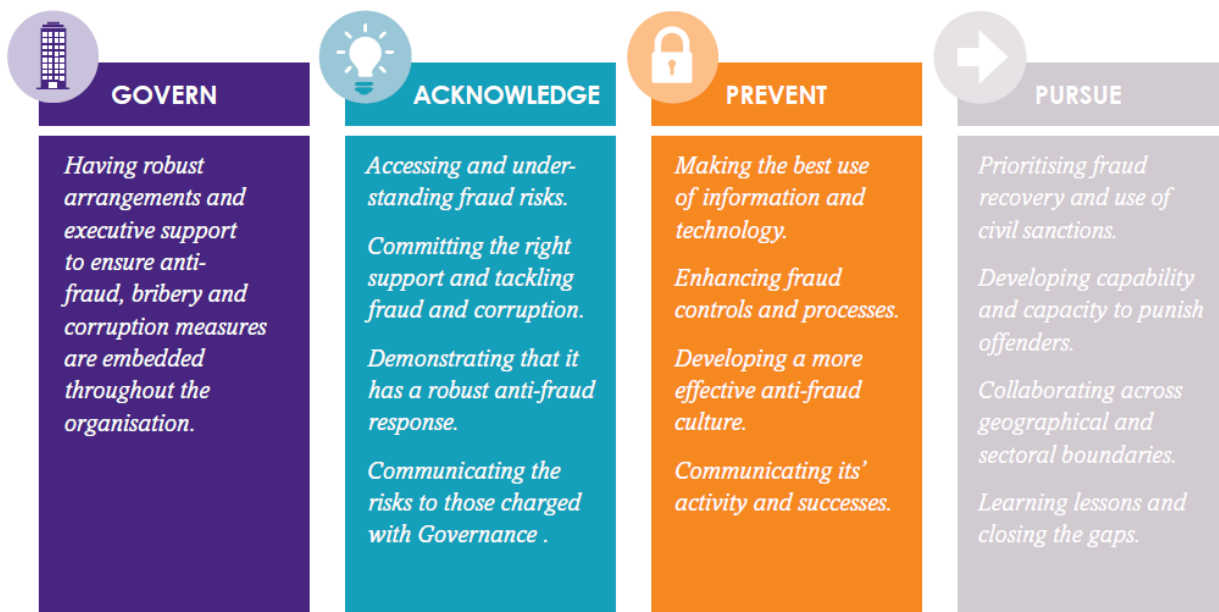 GOVERN
Having robust
arrangements and
executive support
to ensure anti-
fraud, bribery and
corruption measures
are embedded
throughout the
organisation.
ACKNOWLEDGE
Accessing and under-
standing fraud risks.
Committing the right
support and tackling
fraud and corruption.
Demonstrating that it
has a robust anti-fraud
response.
Communicating the
risks to those charged
with Governance .
PREVENT
Making the best use
of information and
technology.
Enhancing fraud
controls and processes.
Developing a more
effective anti-fraud
culture.
Communicating its’
activity and successes.
PURSUE
Prioritising fraud
recovery and use of
civil sanctions.
Developing capability
and capacity to punish
offenders.
Collaborating across
geographical and
sectoral boundaries.
Learning lessons and
closing the gaps.